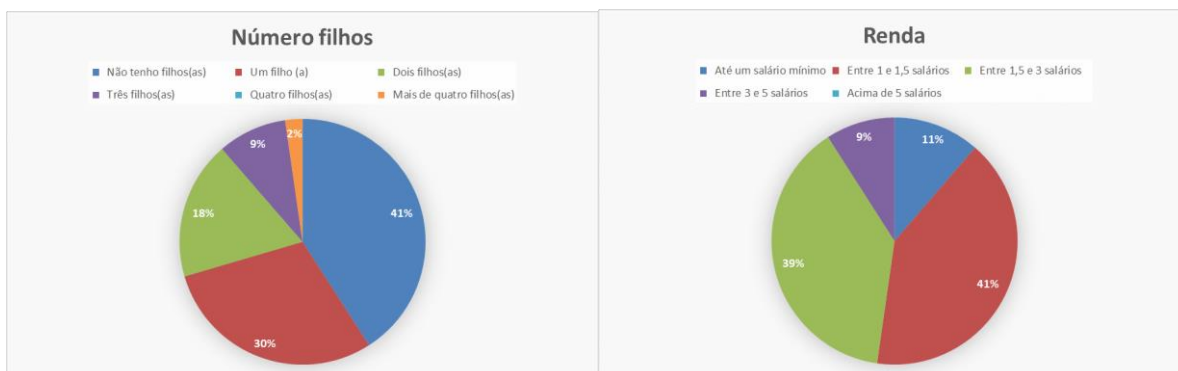 Número filhos
Não tenho filhos(as) Um filho (a) Dois filhos(as)
Três filhos(as) Quatro filhos(as) Mais de quatro filhos(as)
2%
9%
18%
41%
30%
Renda
Até um salário mínimo Entre 1 e 1,5 salários Entre 1,5 e 3 salários
Entre 3 e 5 salários Acima de 5 salários
9%
11%
39%
41%